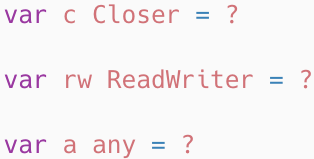 var c Closer = ?
var rw ReadWriter = ?
var a any = ?